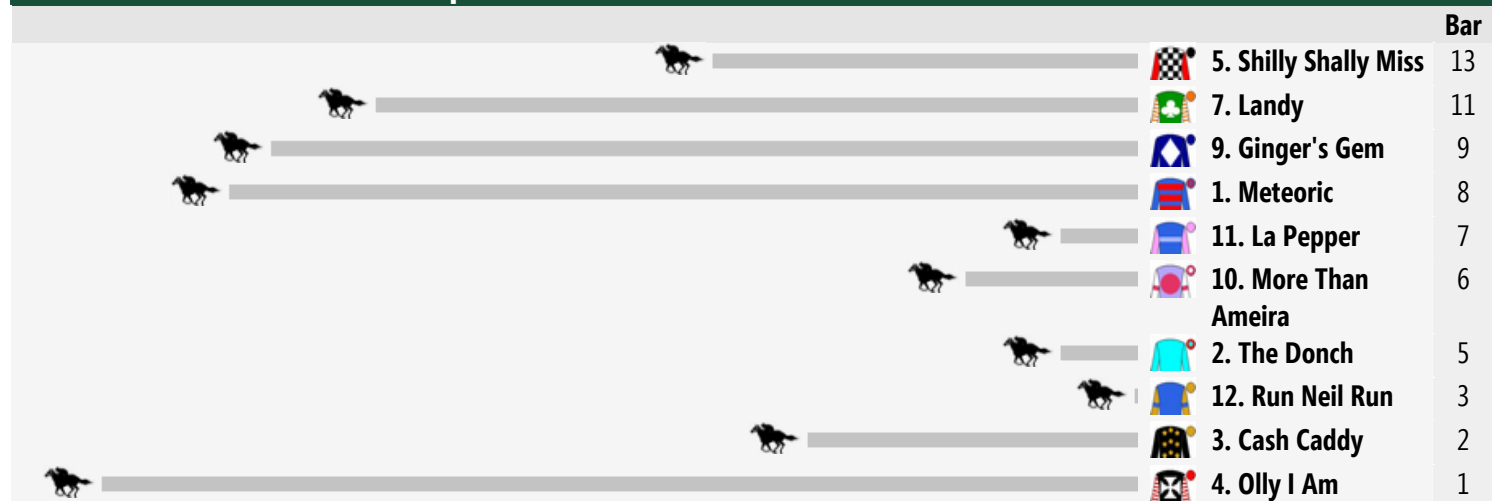 Bar
5. Shilly Shally Miss 13
7. Landy 11
9. Ginger's Gem 9
1. Meteoric 8
11. La Pepper 7
10. More Than 6
Ameira
2. The Donch 5
12. Run Neil Run 3
3. Cash Caddy 2
4. Olly I Am 1